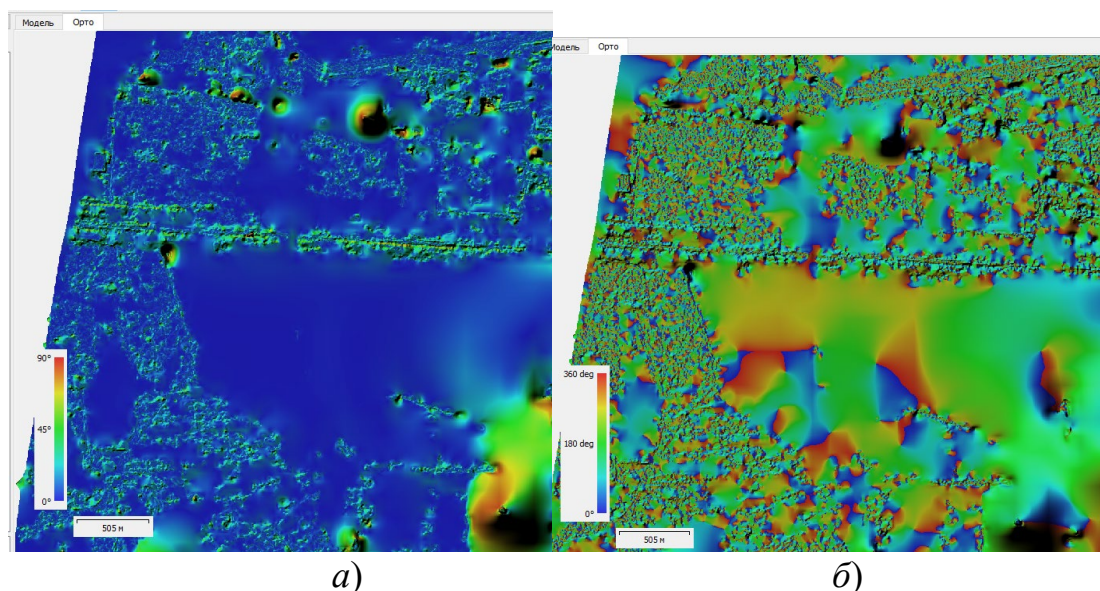 Модель Орто
90°
45°
0°
505 м
а)
Модель Орто
360 deg
180 deg
0°
505 м
б)